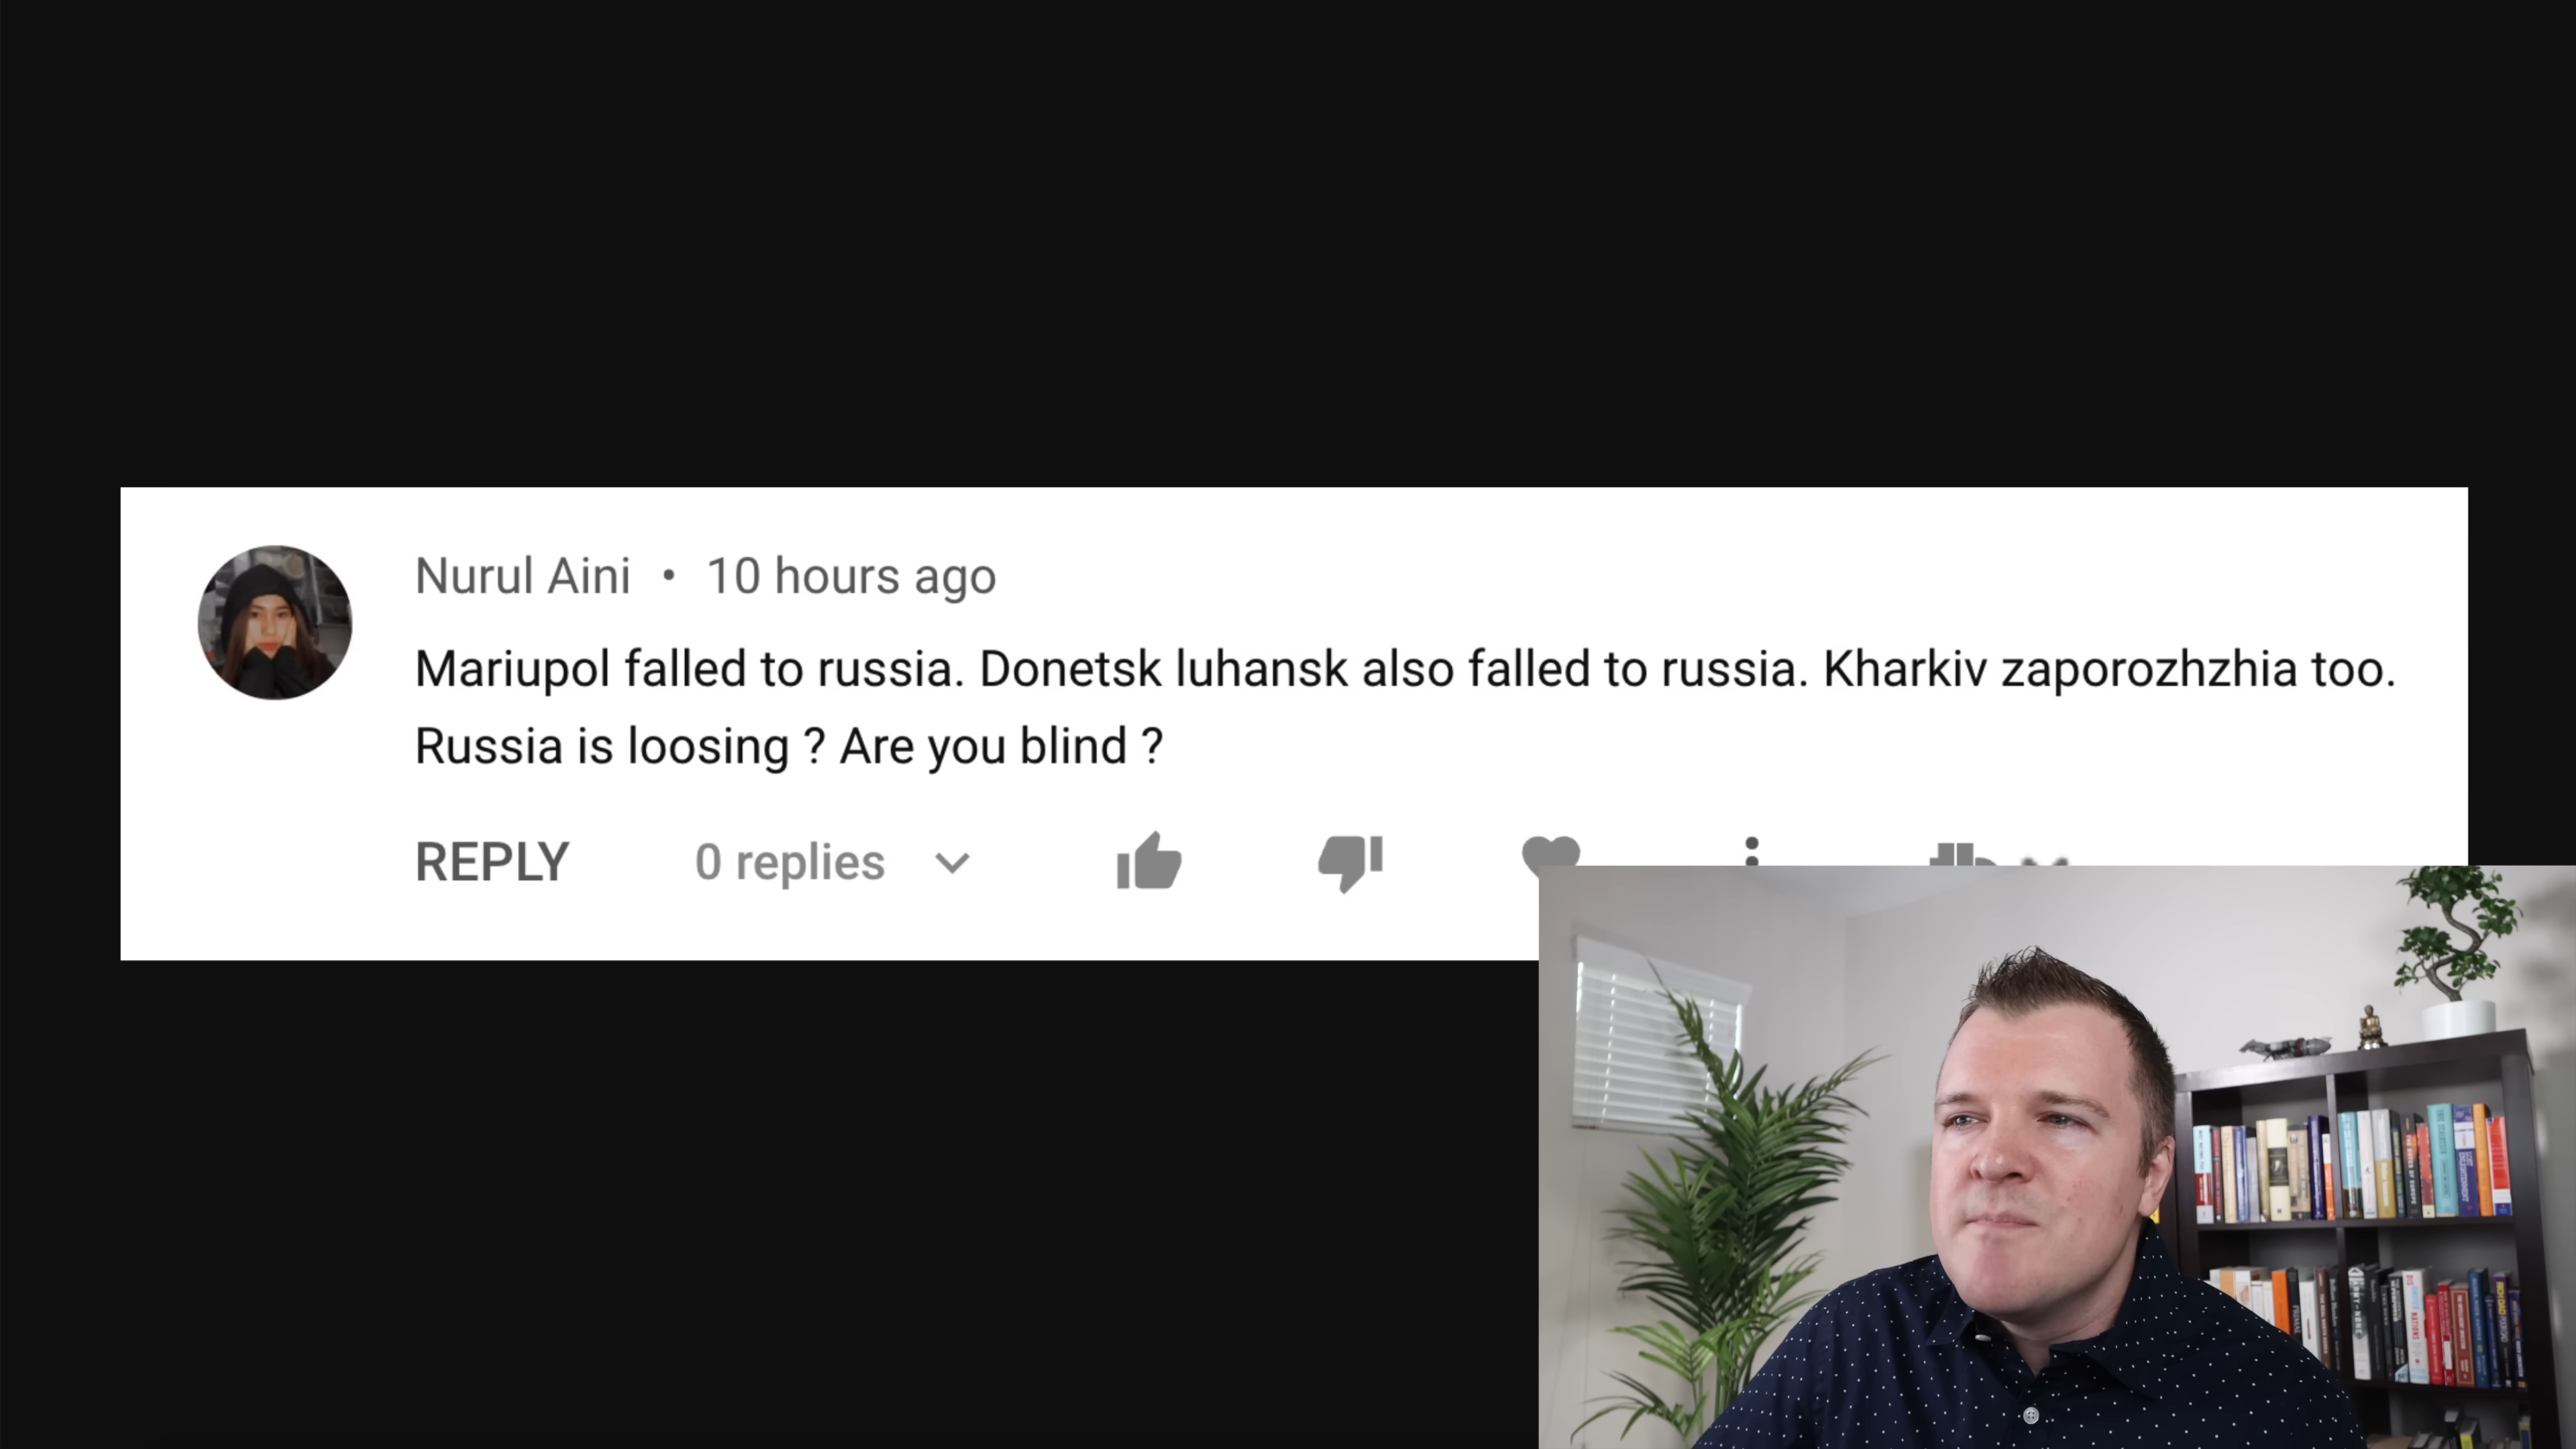 Nurul Aini • 10 hours ago
Mariupol falled to russia. Donetsk luhansk also falled to russia. Kharkiv zaporozhzhia too.
Russia is loosing ? Are you blind ?
REPLY 0 replies